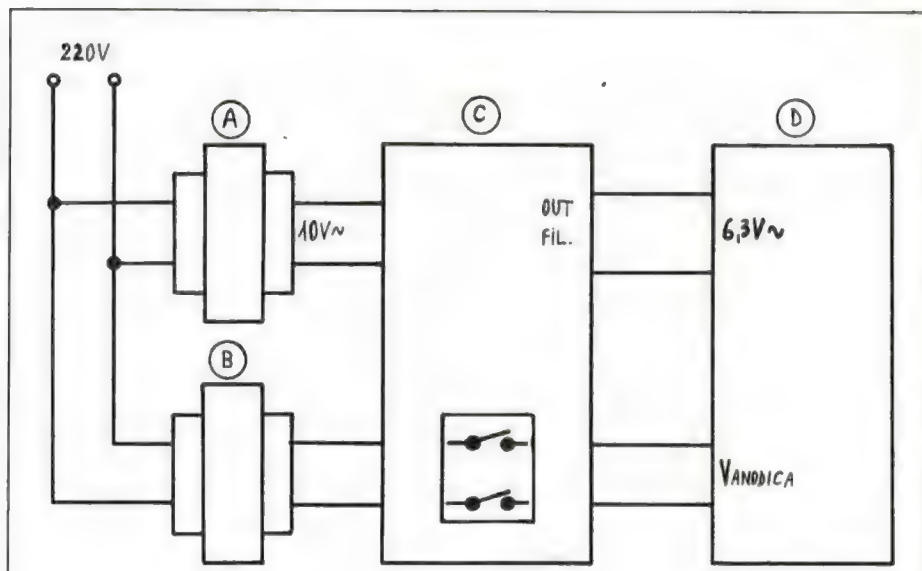 220V
A
C
D
10V~
OUT
FIL.
6,3V~
B
VANODICA